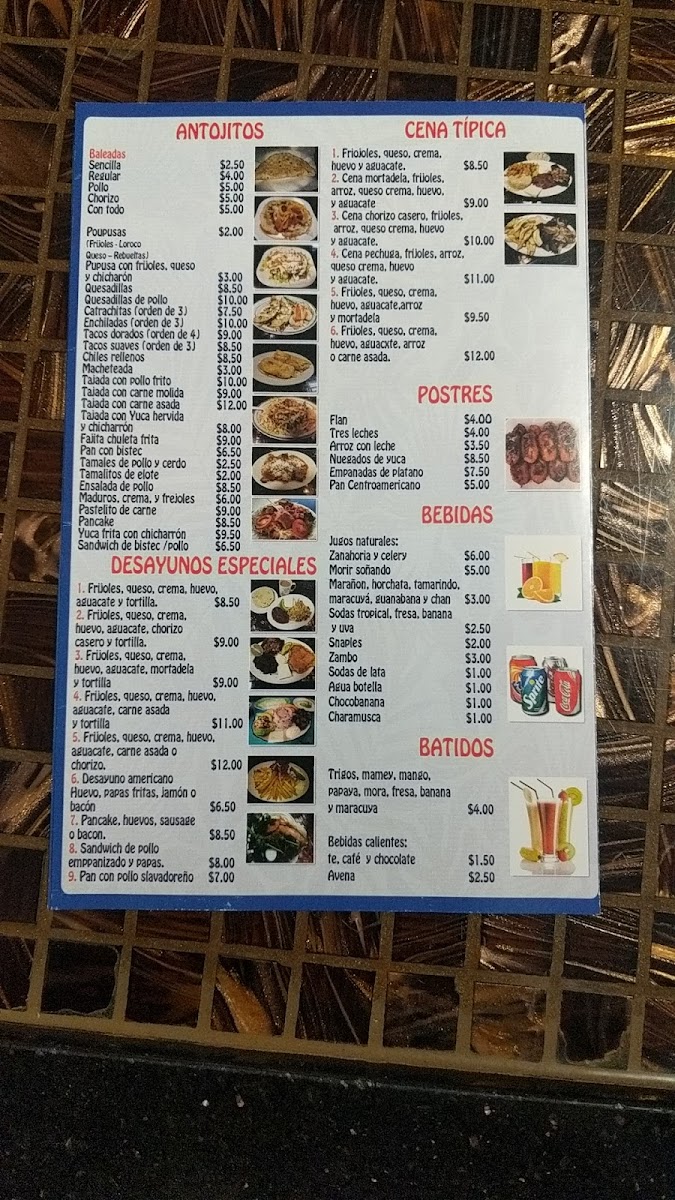 ANTOJITOS
Baleadas
Sencilla $2.50
Regular $4.00
Pollo $5.00
Chorizo $5.00
Con todo $5.00
Poupusas $2.00
(Frijoles - Loroco
Queso - Rebueltas)
Pupusa con frijoles, queso
y chicharón $3.00
Quesadillas $8.50
Quesadillas de pollo $10.00
Catrachitas (orden de 3) $7.50
Enchiladas (orden de 3) $10.00
Tacos dorados (orden de 4) $9.00
Tacos suaves (orden de 3) $8.50
Chiles rellenos $8.50
Macheteada $3.00
Tajada con pollo frito $10.00
Tajada con carne molida $9.00
Tajada con carne asada $12.00
Tajada con Yuca hervida
y chicharrón $8.00
Fajita chuleta frita $9.00
Pan con bistec $6.50
Tamales de pollo y cerdo $2.50
Tamalitos de elote $2.00
Ensalada de pollo $8.50
Maduros, crema, y frejoles $6.00
Pastelito de carne $9.00
Pancake $8.50
Yuca frita con chicharrón $9.50
Sandwich de bistec /pollo $6.50
DESAYUNOS ESPECIALES
1. Frijoles, queso, crema, huevo,
aguacate y tortilla. $8.50
2. Frijoles, queso, crema,
huevo, aguacate, chorizo
casero y tortilla. $9.00
3. Frijoles, queso, crema,
huevo, aguacate, mortadela
y tortilla $9.00
4. Frijoles, queso, crema, huevo,
aguacate, carne asada
y tortilla $11.00
5. Frijoles, queso, crema, huevo,
aguacate, carne asada o
chorizo. $12.00
6. Desayuno americano
Huevo, papas fritas, jamón o
bacón $6.50
7. Pancake, huevos, sausage
o bacon. $8.50
8. Sandwich de pollo
emppanizado y papas. $8.00
9. Pan con pollo slavadoreño $7.00
CENA TÍPICA
1. Friojoles, queso, crema,
huevo y aguacate. $8.50
2. Cena mortadela, frijoles,
arroz, queso crema, huevo,
y aguacate $9.00
3. Cena chorizo casero, frijoles,
arroz, queso crema, huevo
y aguacate. $10.00
4. Cena pechuga, frijoles, arroz,
queso crema, huevo
y aguacate. $11.00
5. Frijoles, queso, crema,
huevo, aguacate,arroz
y mortadela $9.50
6. Frijoles, queso, crema,
huevo, aguacxte, arroz
o carne asada. $12.00
POSTRES
Flan $4.00
Tres leches $4.00
Arroz con leche $3.50
Nuegados de yuca $8.50
Empanadas de platano $7.50
Pan Centroamericano $5.00
BEBIDAS
Jugos naturales:
Zanahoria y celery $6.00
Morir soñando $5.00
Marañon, horchata, tamarindo,
maracuyá, guanabana y chan $3.00
Sodas tropical, fresa, banana
y uva $2.50
Snaples $2.00
Zambo $3.00
Sodas de lata $1.00
Agua botella $1.00
Chocobanana $1.00
Charamusca $1.00
Sprite
Coca-Cola
BATIDOS
Trigos, mamey, mango,
papaya, mora, fresa, banana
y maracuya $4.00
Bebidas calientes:
te, café y chocolate $1.50
Avena $2.50